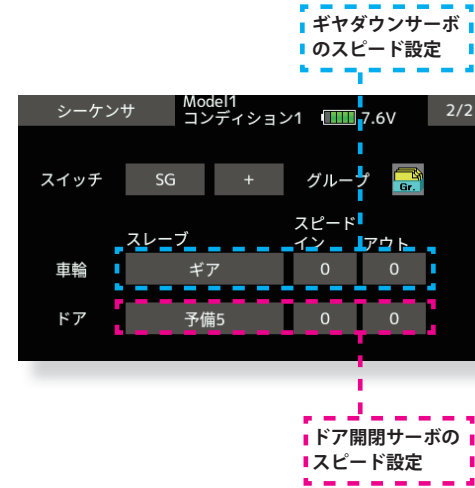 ギヤダウンサーボ
のスピード設定
シーケンサ
Model1
コンディション1
7.6V
2/2
スイッチ
SG
+
グループ
Gr.
スピード
スレーブ
イン
アウト
車輪
ギア
0
0
ドア
予備5
0
0
ドア開閉サーボの
スピード設定